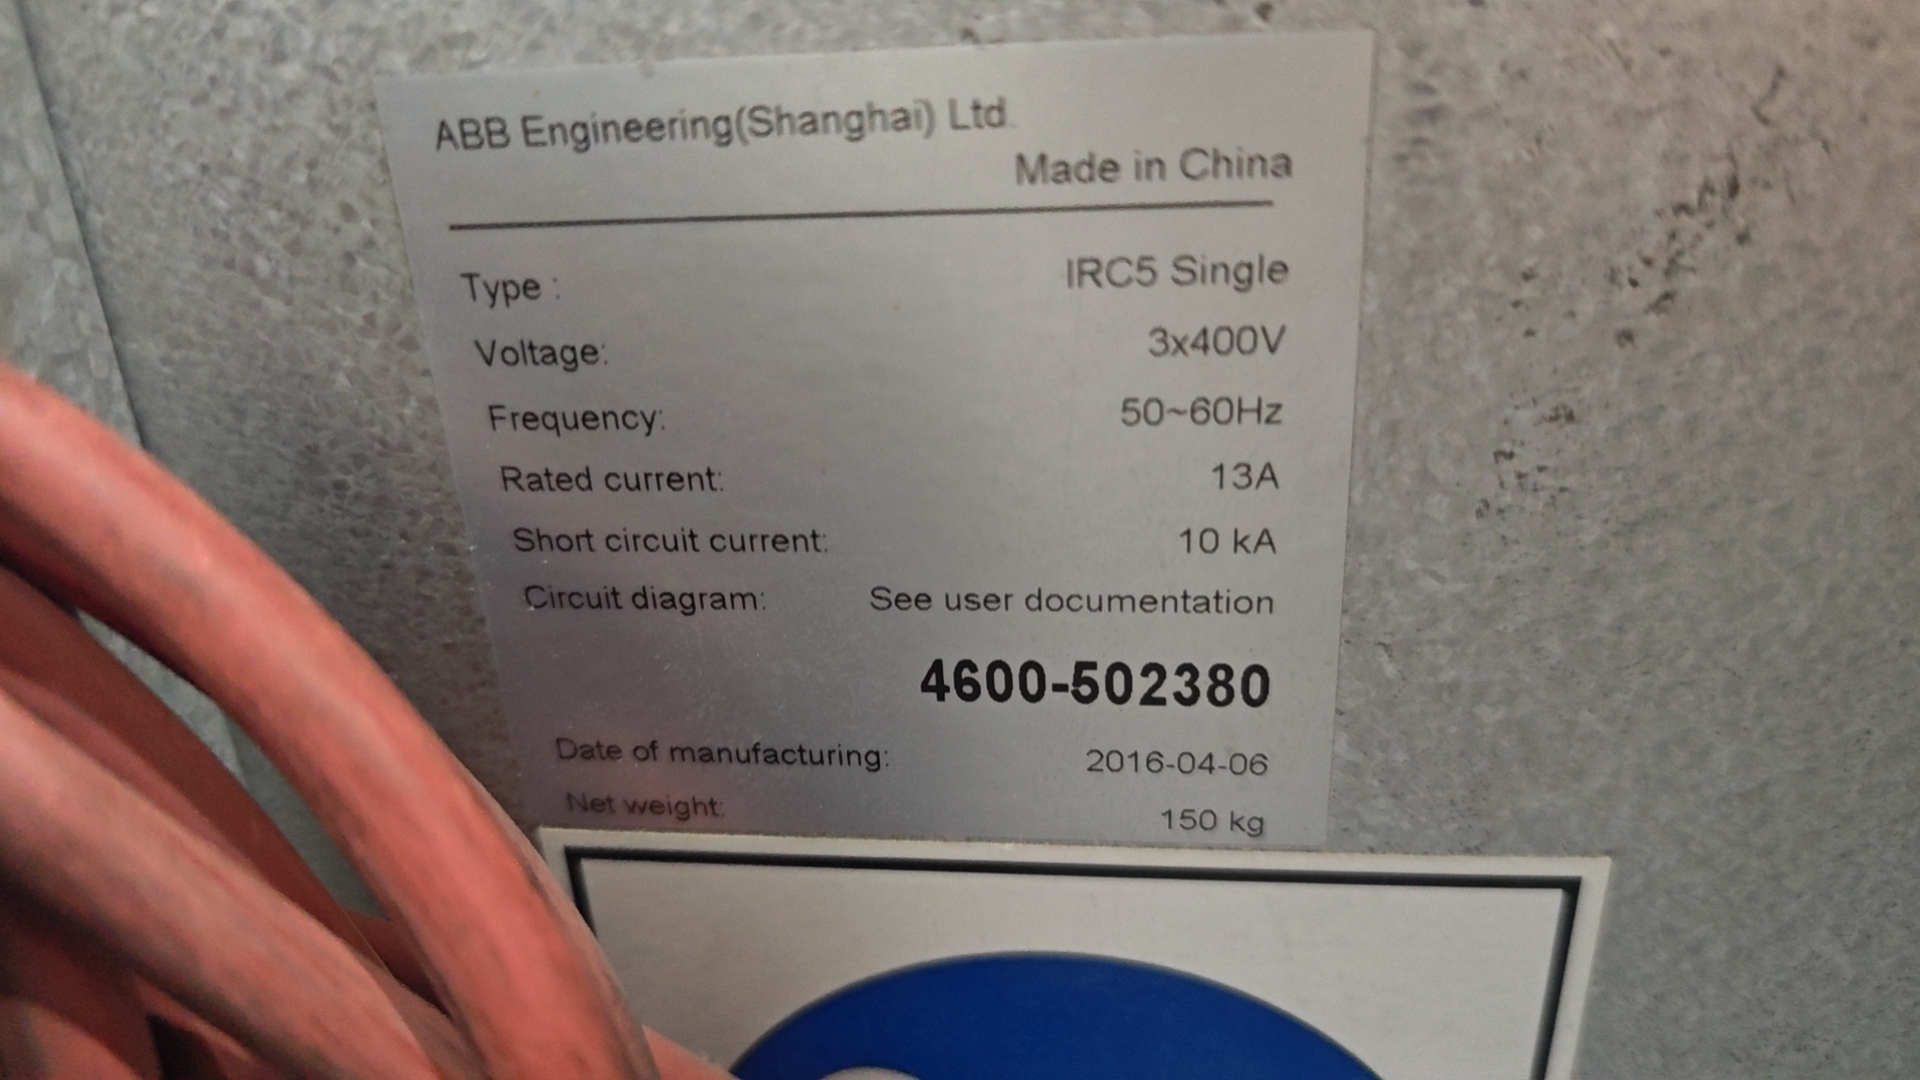 ABB Engineering(Shanghai) Ltd.
Made in China
Type : IRC5 Single
Voltage: 3x400V
Frequency: 50~60Hz
Rated current: 13A
Short circuit current: 10 kA
Circuit diagram: See user documentation
4600-502380
Date of manufacturing: 2016-04-06
Net weight: 150 kg